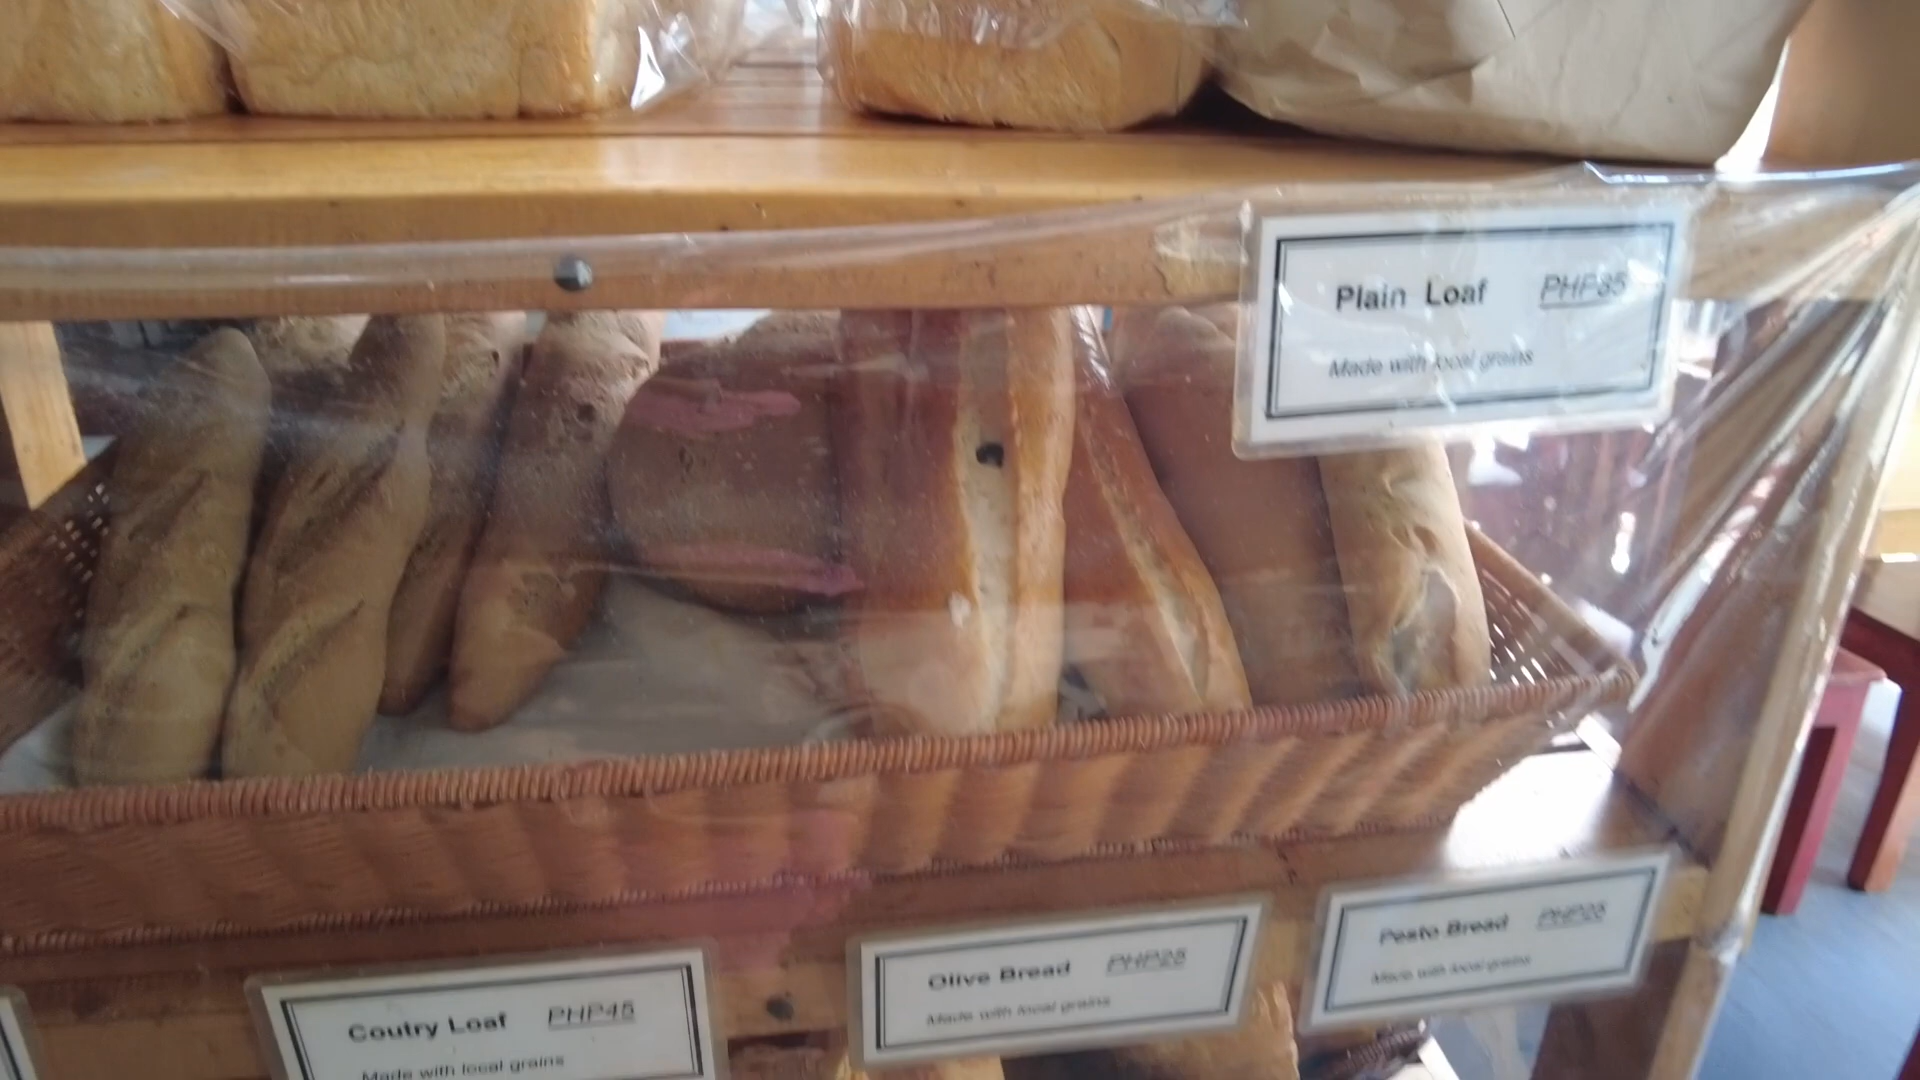 Plain Loaf PHP85
Made with local grains
Coutry Loaf PHP45
Made with local grains
Olive Bread PHP25
Made with local grains
Pesto Bread PHP25
Made with local grains